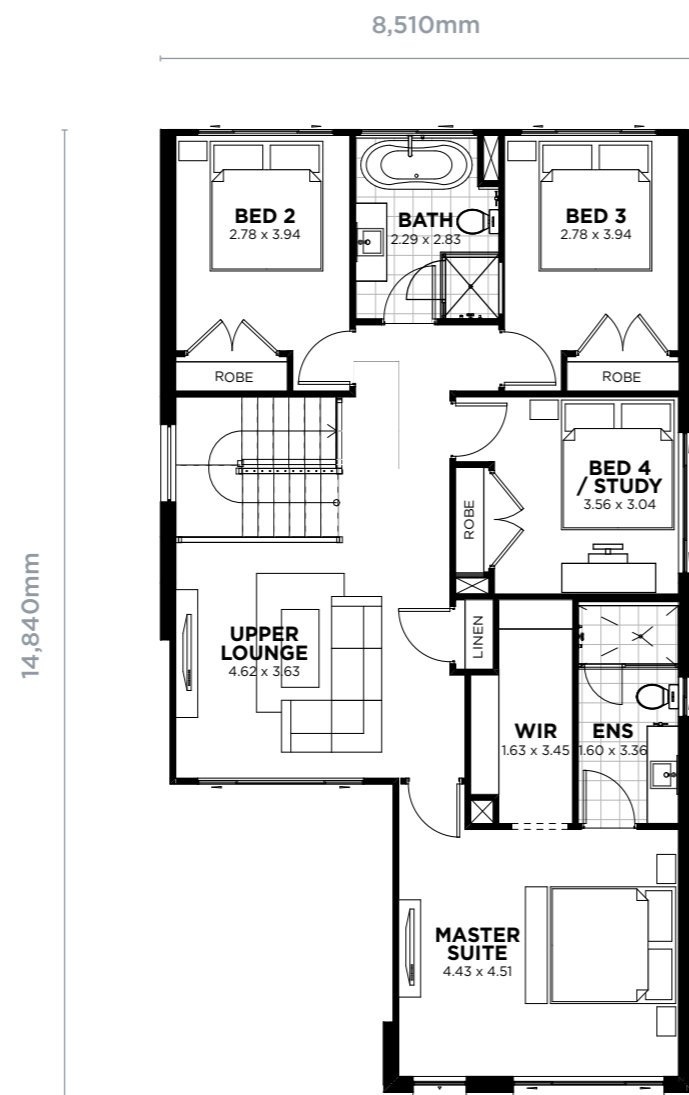 8,510mm
14,840mm
BED 2
2.78 x 3.94
BATH
2.29 x 2.83
BED 3
2.78 x 3.94
ROBE
ROBE
BED 4
/ STUDY
3.56 x 3.04
ROBE
UPPER
LOUNGE
4.62 x 3.63
LINEN
WIR
1.63 x 3.45
ENS
1.60 x 3.36
MASTER
SUITE
4.43 x 4.51